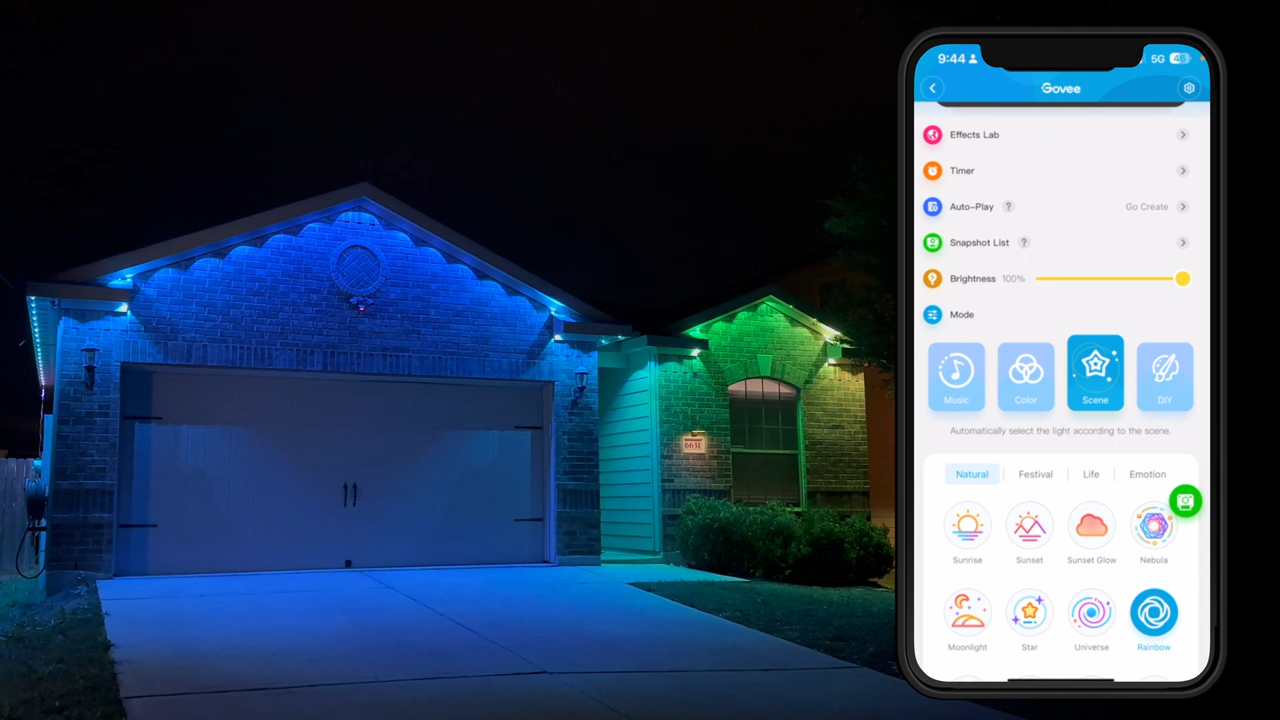 9:44
5G 46
Govee
Effects Lab
Timer
Auto-Play ? Go Create
Snapshot List ?
Brightness 100%
Mode
Music Color Scene DIY
Automatically select the light according to the scene.
Natural Festival Life Emotion
Sunrise Sunset Sunset Glow Nebula
Moonlight Star Universe Rainbow
6631